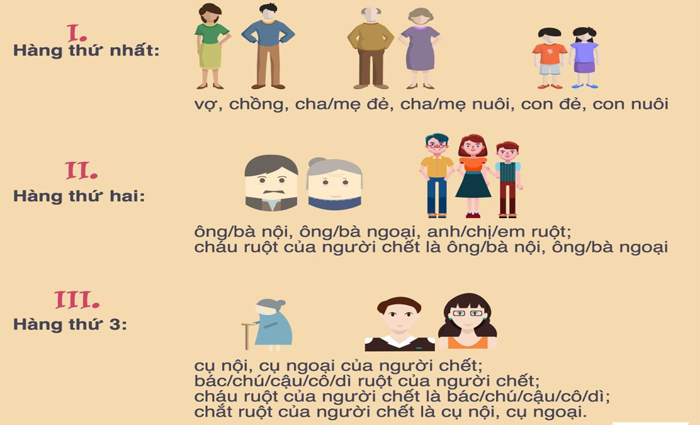 I.
Hàng thứ nhất:
vợ, chồng, cha/mẹ đẻ, cha/mẹ nuôi, con đẻ, con nuôi
II.
Hàng thứ hai:
ông/bà nội, ông/bà ngoại, anh/chị/em ruột;
cháu ruột của người chết là ông/bà nội, ông/bà ngoại
III.
Hàng thứ 3:
cụ nội, cụ ngoại của người chết;
bác/chú/cậu/cô/dì ruột của người chết;
cháu ruột của người chết là bác/chú/cậu/cô/dì;
chắt ruột của người chết là cụ nội, cụ ngoại.